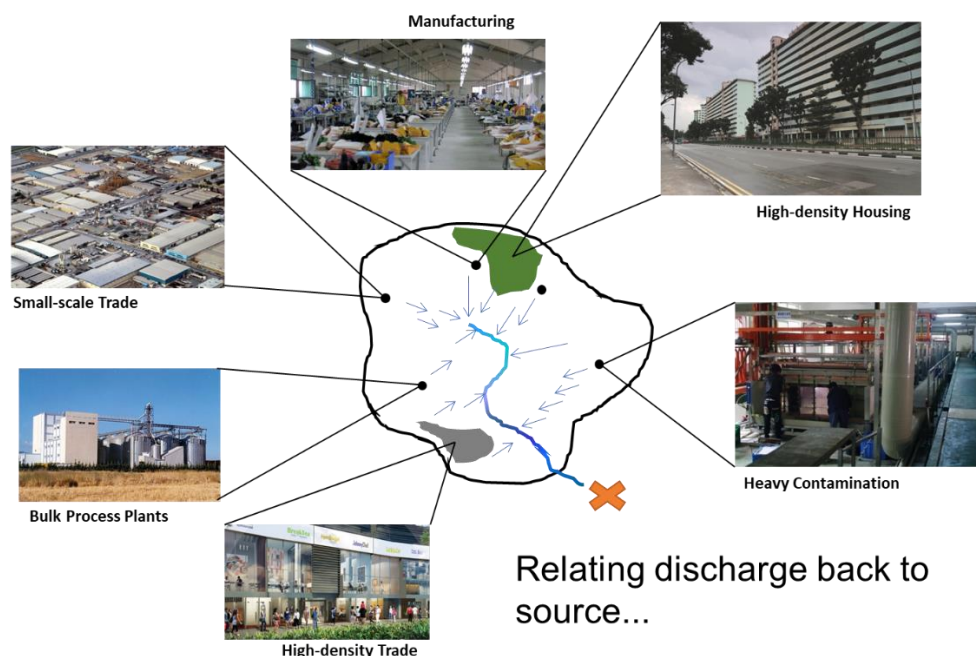 Manufacturing
High-density Housing
Small-scale Trade
Heavy Contamination
Bulk Process Plants
High-density Trade
Relating discharge back to
source...